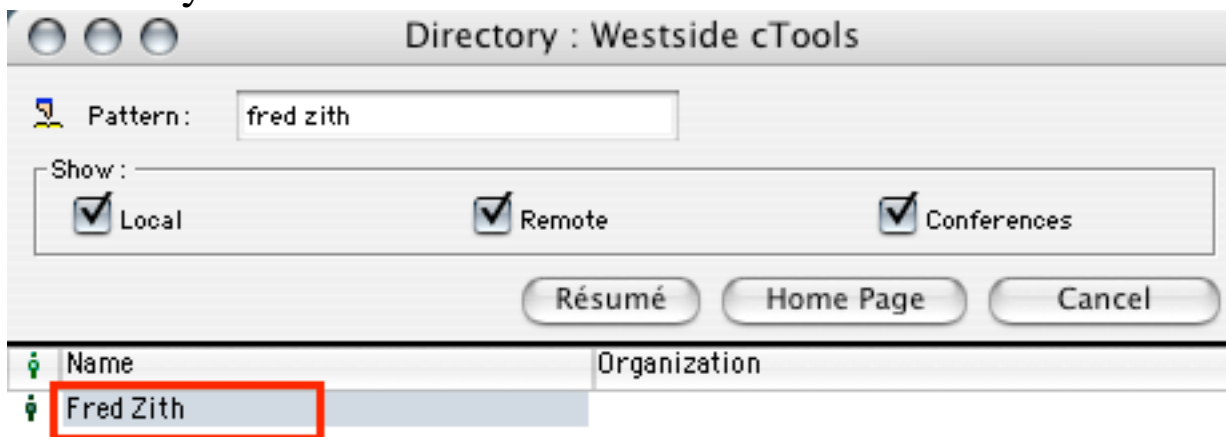 Directory : Westside cTools
Pattern: fred zith
Show:
Local Remote Conferences
Résumé Home Page Cancel
Name Organization
Fred Zith